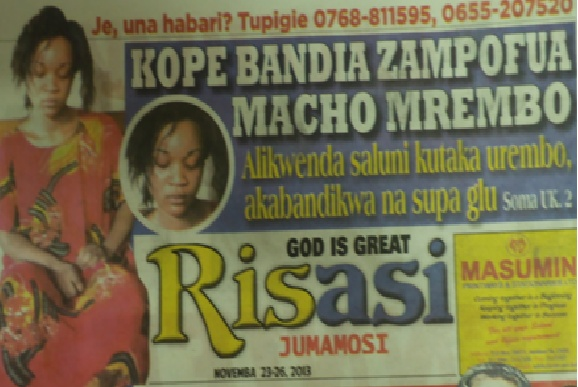 Je, una habari? Tupigie 0768-811595, 0655-207520
KOPE BANDIA ZAMPOFUA
MACHO MREMBO
Alikwenda saluni kutaka urembo,
akabandikwa na supa glu Soma UK. 2
GOD IS GREAT
Risasi
JUMAMOSI
NOVEMBA 23-26, 2013
MASUMIN